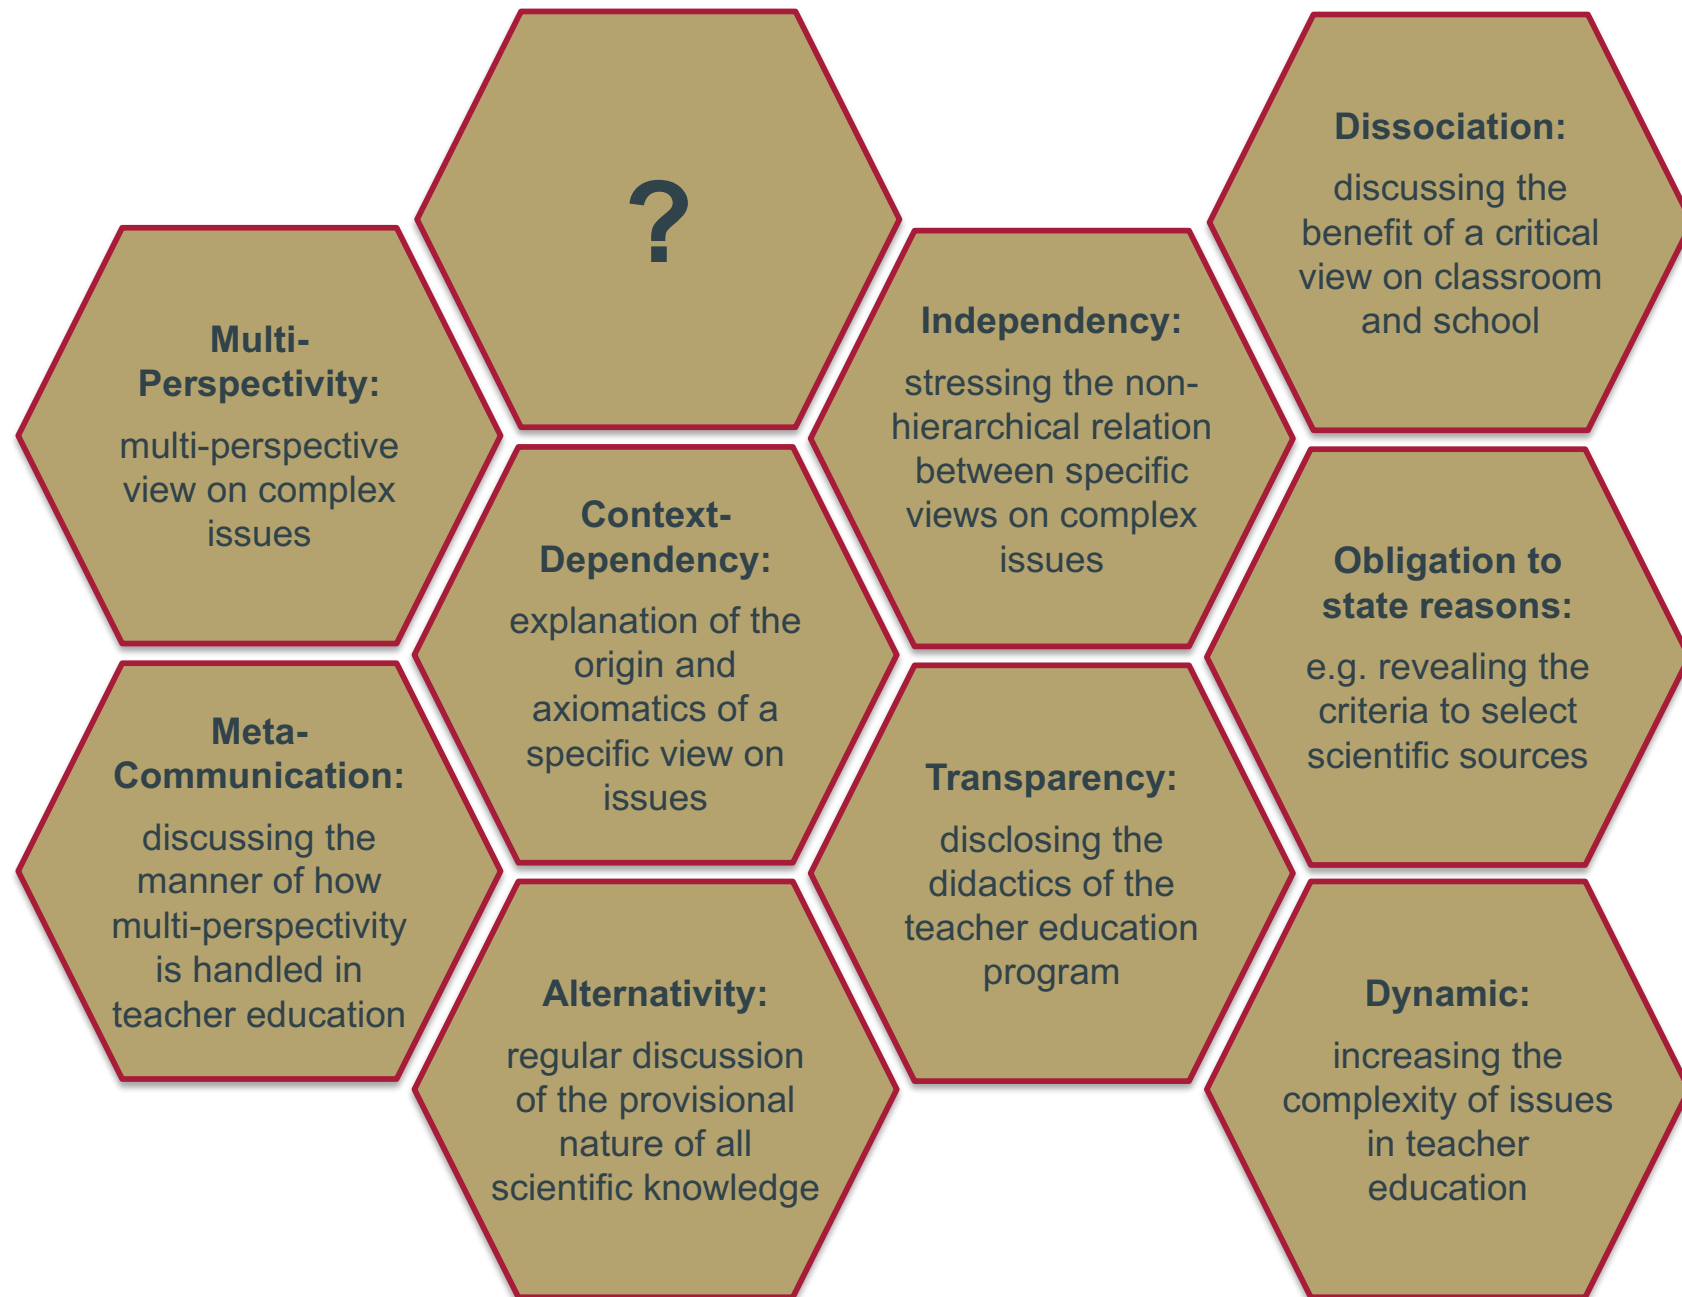 ?
Dissociation:
discussing the
benefit of a critical
view on classroom
and school
Multi-
Perspectivity:
multi-perspective
view on complex
issues
Independency:
stressing the non-
hierarchical relation
between specific
views on complex
issues
Context-
Dependency:
explanation of the
origin and
axiomatics of a
specific view on
issues
Obligation to
state reasons:
e.g. revealing the
criteria to select
scientific sources
Meta-
Communication:
discussing the
manner of how
multi-perspectivity
is handled in
teacher education
Transparency:
disclosing the
didactics of the
teacher education
program
Alternativity:
regular discussion
of the provisional
nature of all
scientific knowledge
Dynamic:
increasing the
complexity of issues
in teacher
education